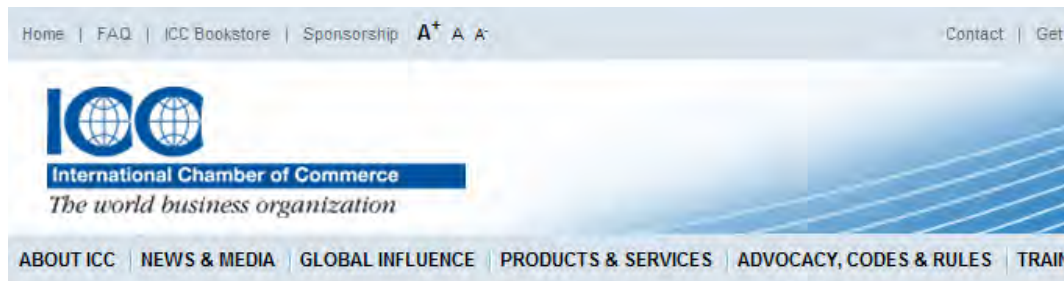 Home | FAQ | ICC Bookstore | Sponsorship A+ A A- Contact | Get
ICC
International Chamber of Commerce
The world business organization
ABOUT ICC | NEWS & MEDIA | GLOBAL INFLUENCE | PRODUCTS & SERVICES | ADVOCACY, CODES & RULES | TRAIN